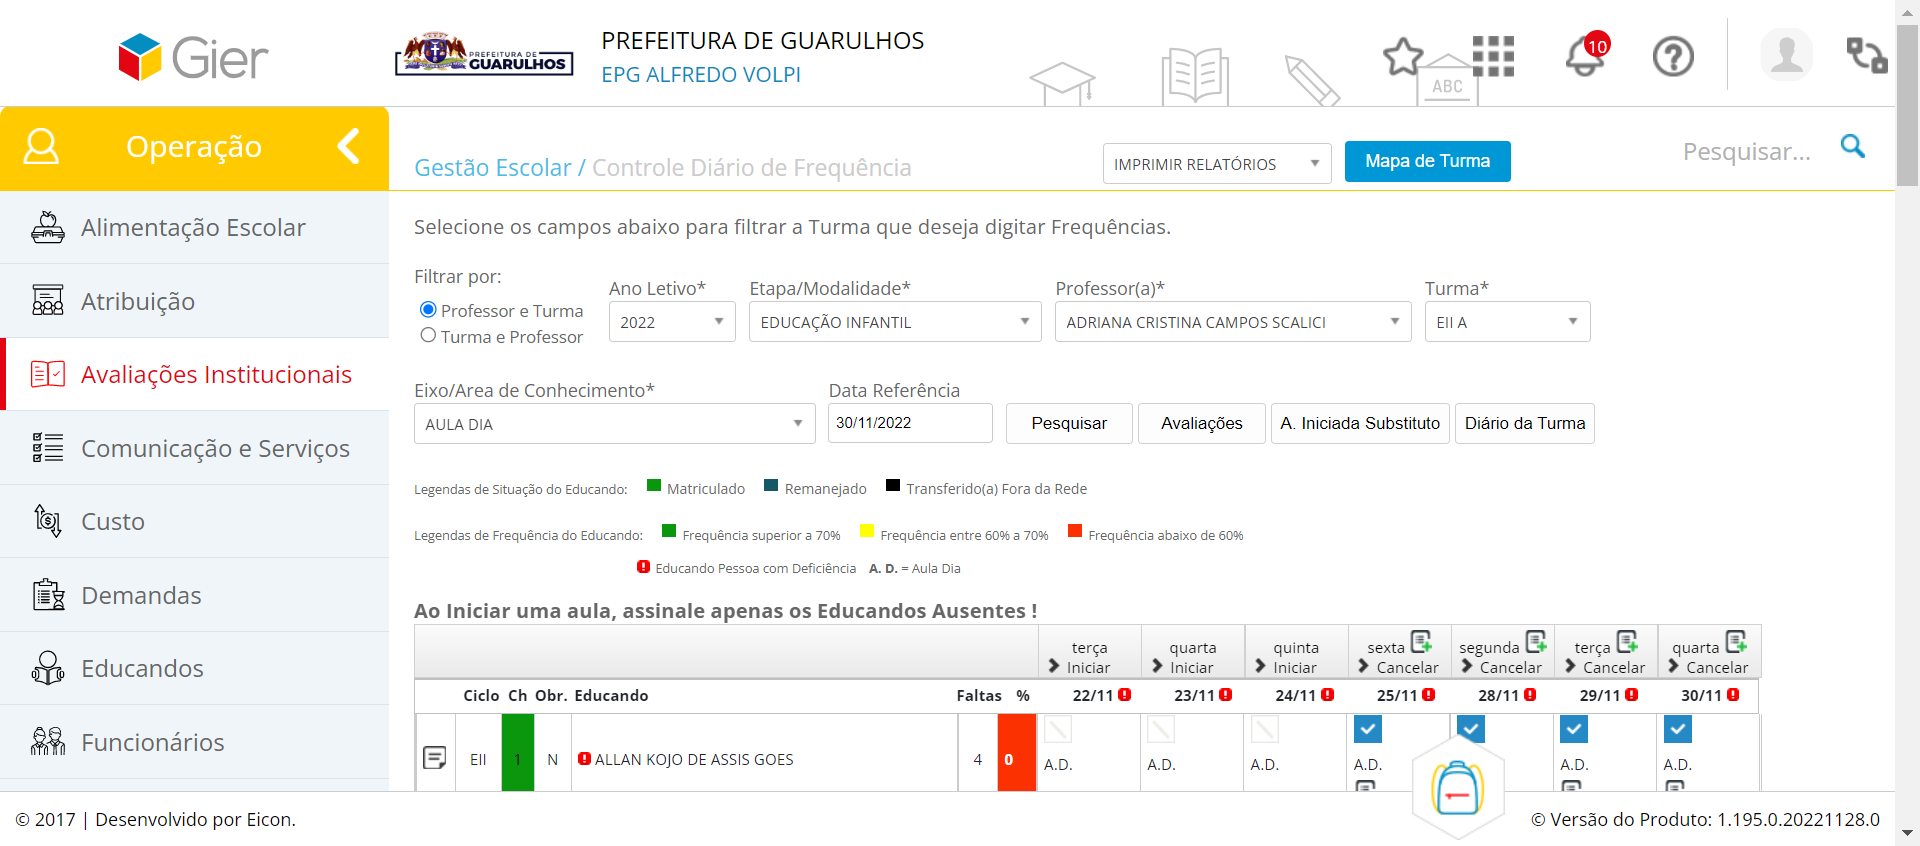 Gier
PREFEITURA DE
GUARULHOS
PREFEITURA DE GUARULHOS
EPG ALFREDO VOLPI
ABC
10
Operação
Gestão Escolar / Controle Diário de Frequência
IMPRIMIR RELATÓRIOS
Mapa de Turma
Pesquisar...
Alimentação Escolar
Atribuição
Avaliações Institucionais
Comunicação e Serviços
Custo
Demandas
Educandos
Funcionários
Selecione os campos abaixo para filtrar a Turma que deseja digitar Frequências.
Filtrar por:
Professor e Turma
Turma e Professor
Ano Letivo*
2022
Etapa/Modalidade*
EDUCAÇÃO INFANTIL
Professor(a)*
ADRIANA CRISTINA CAMPOS SCALICI
Turma*
EII A
Eixo/Area de Conhecimento*
AULA DIA
Data Referência
30/11/2022
Pesquisar
Avaliações
A. Iniciada Substituto
Diário da Turma
Legendas de Situação do Educando: Matriculado Remanejado Transferido(a) Fora da Rede
Legendas de Frequência do Educando: Frequência superior a 70% Frequência entre 60% a 70% Frequência abaixo de 60%
Educando Pessoa com Deficiência A. D. = Aula Dia
Ao Iniciar uma aula, assinale apenas os Educandos Ausentes !
terça quarta quinta sexta segunda terça quarta
Iniciar Iniciar Iniciar Cancelar Cancelar Cancelar Cancelar
Ciclo Ch Obr. Educando Faltas % 22/11 23/11 24/11 25/11 28/11 29/11 30/11
EII 1 N ALLAN KOJO DE ASSIS GOES 4 0 A.D. A.D. A.D. A.D. A.D. A.D. A.D.
© 2017 | Desenvolvido por Eicon.
© Versão do Produto: 1.195.0.20221128.0